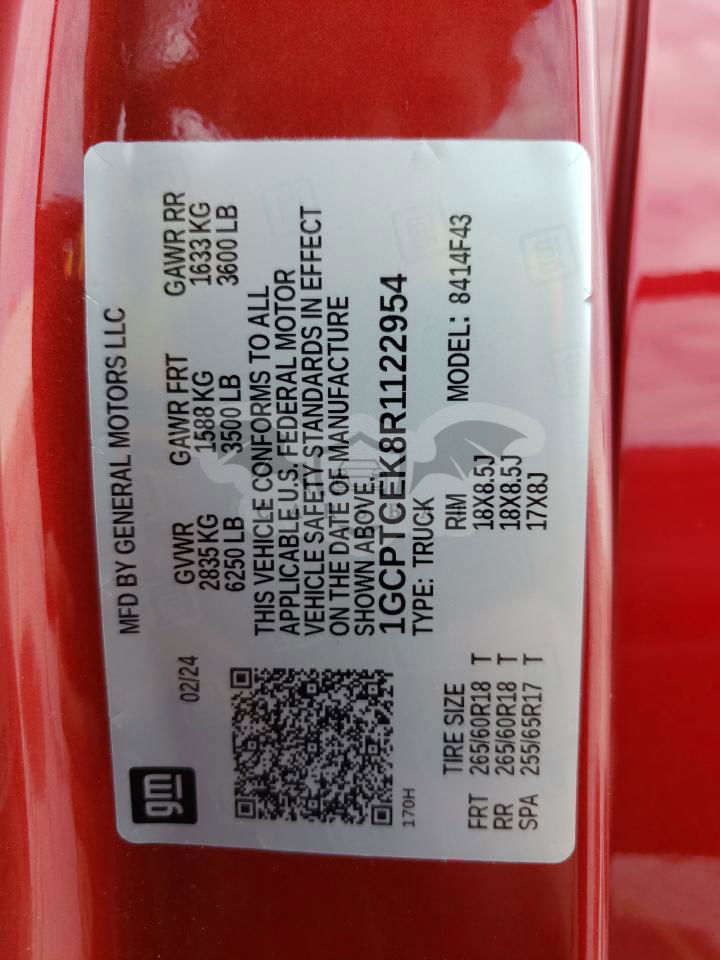 gm
02/24
MFD BY GENERAL MOTORS LLC
GVWR GAWR FRT GAWR RR
2835 KG 1588 KG 1633 KG
6250 LB 3500 LB 3600 LB
THIS VEHICLE CONFORMS TO ALL
APPLICABLE U.S. FEDERAL MOTOR
VEHICLE SAFETY STANDARDS IN EFFECT
ON THE DATE OF MANUFACTURE
SHOWN ABOVE.
1GCPTCEK8R1122954
TYPE: TRUCK
170H
MODEL: 8414F43
TIRE SIZE RIM
FRT 265/60R18 T 18X8.5J
RR 265/60R18 T 18X8.5J
SPA 255/65R17 T 17X8J